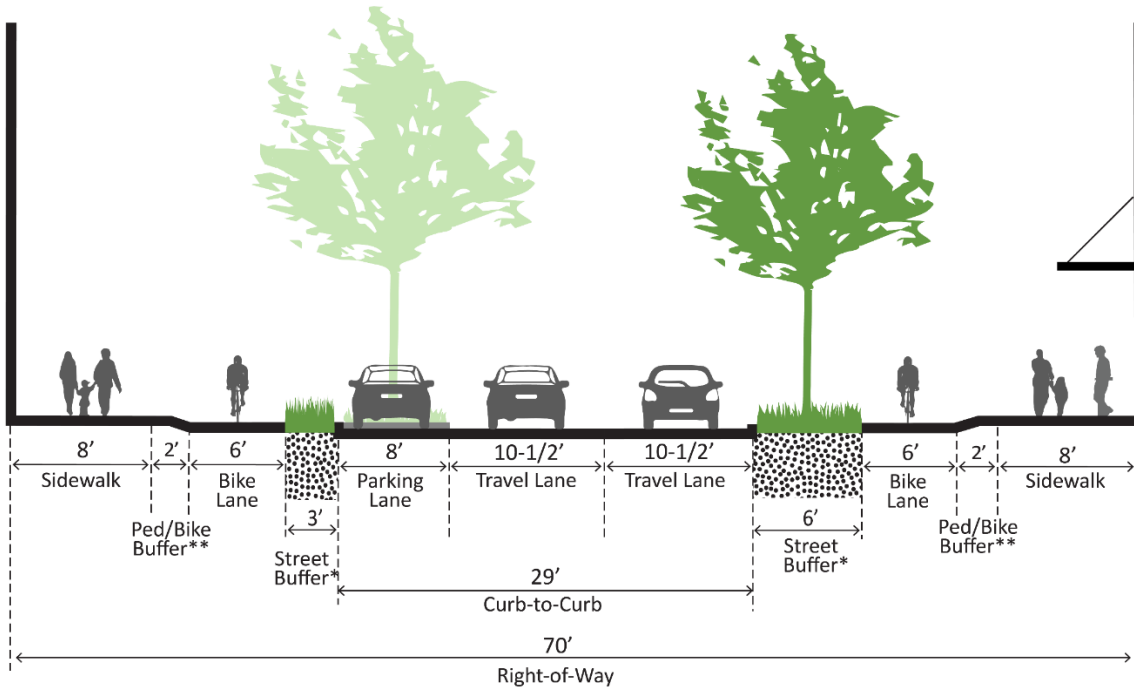 8’ 2’ 6’ 8’ 10-1/2’ 10-1/2’ 6’ 2’ 8’
Sidewalk Bike Parking Travel Lane Travel Lane Bike Sidewalk
Lane Lane Lane
Ped/Bike 3’ 6’ Ped/Bike
Buffer** Street Street Buffer**
Buffer* Buffer*
29’
Curb-to-Curb
70’
Right-of-Way